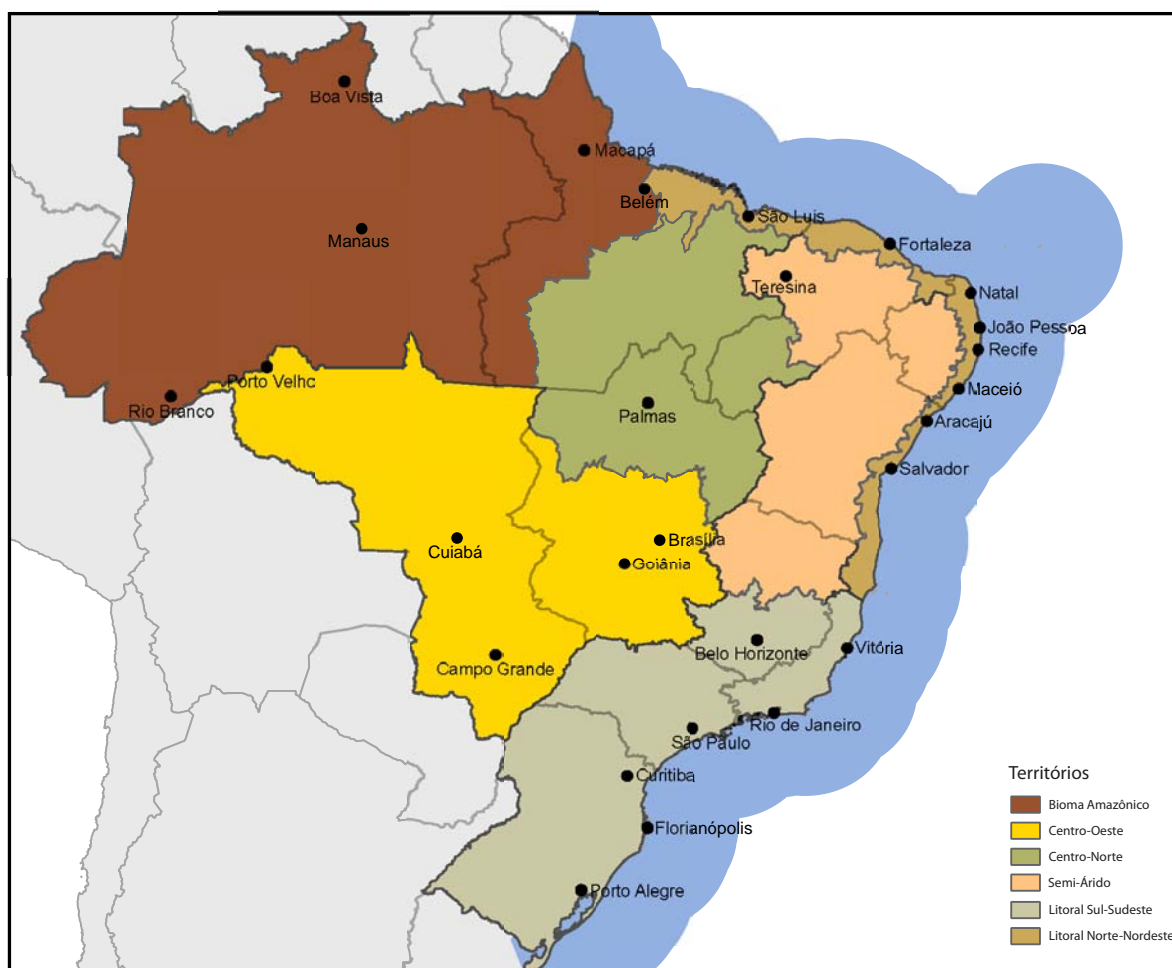 Boa Vista
Macapá
Belém
São Luis
Manaus
Fortaleza
Teresina
Natal
João Pessoa
Recife
Porto Velhc
Maceió
Rio Branco
Palmas
Aracajú
Salvador
Cuiabá
Brasília
Goiânia
Belo Horizonte
Vitória
Campo Grande
Rio de Janeiro
São Paulo
Curitiba
Florianópolis
Porto Alegre
Territórios
Bioma Amazônico
Centro-Oeste
Centro-Norte
Semi-Árido
Litoral Sul-Sudeste
Litoral Norte-Nordeste